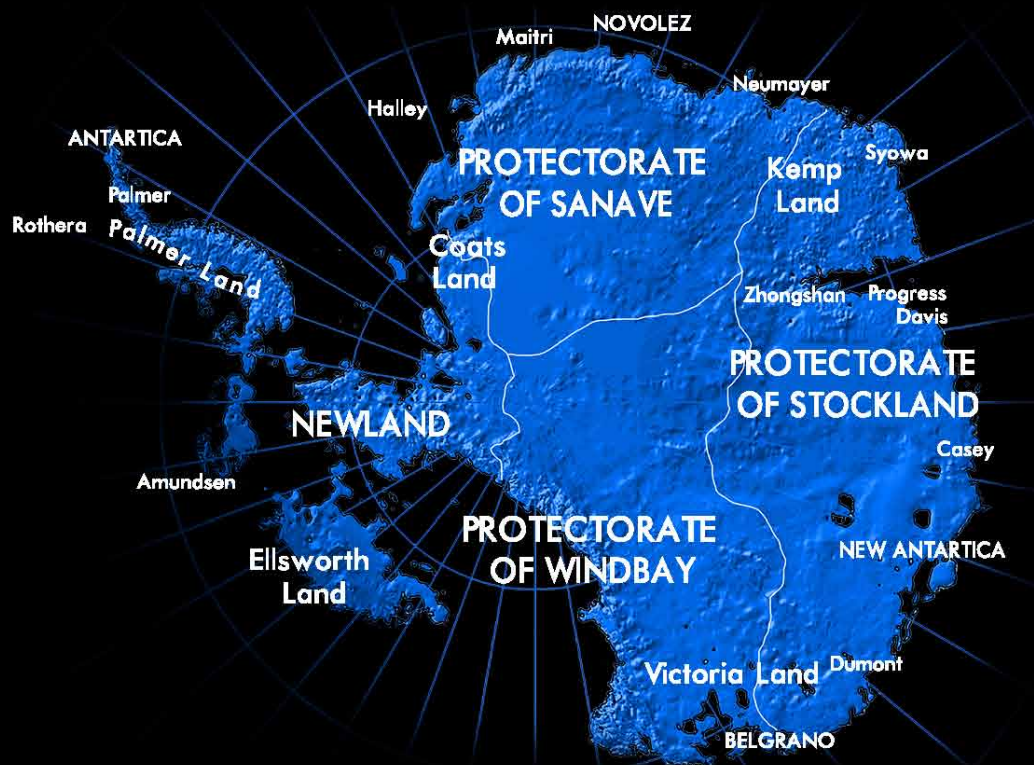 NOVOLEZ
Maitri
Neumayer
Halley
ANTARTICA
PROTECTORATE
OF SANAVE
Kemp
Land
Syowa
Palmer
Rothera
Palmer Land
Coats
Land
Zhongshan
Progress
Davis
PROTECTORATE
OF STOCKLAND
NEWLAND
Casey
Amundsen
PROTECTORATE
OF WINDBAY
NEW ANTARTICA
Ellsworth
Land
Victoria Land
Dumont
BELGRANO